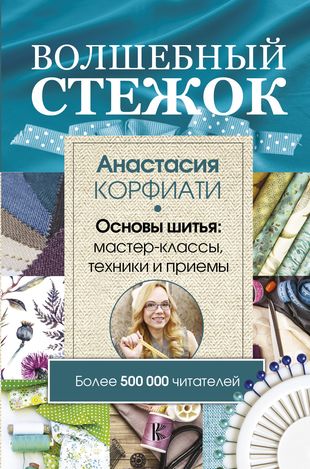 ВОЛШЕБНЫЙ
СТЕЖОК
Анастасия
КОРФИАТИ
•
Основы шитья:
мастер-классы,
техники и приемы
Более 500 000 читателей
К